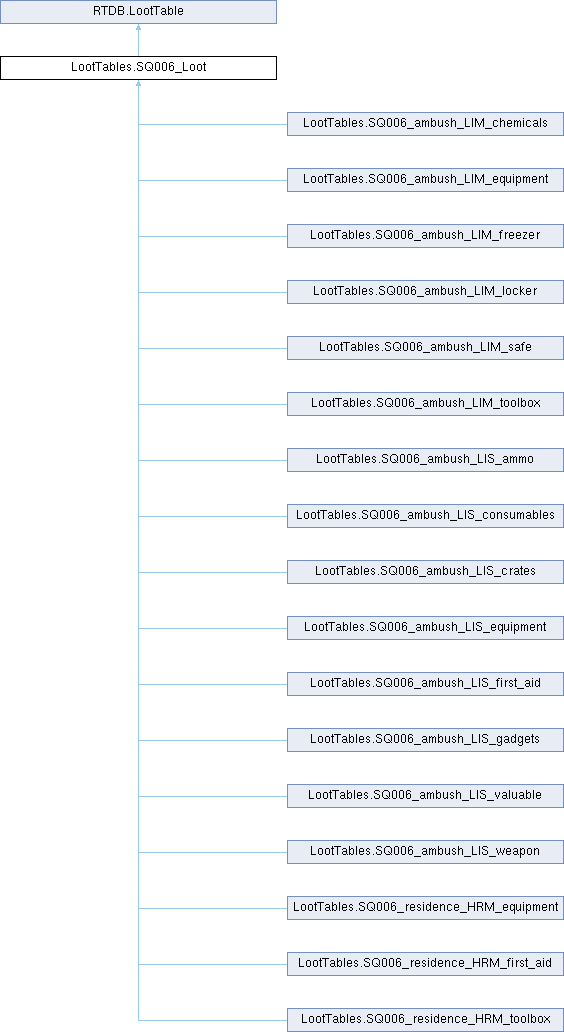 RTDB.LootTable
LootTables.SQ006_Loot
LootTables.SQ006_ambush_LIM_chemicals
LootTables.SQ006_ambush_LIM_equipment
LootTables.SQ006_ambush_LIM_freezer
LootTables.SQ006_ambush_LIM_locker
LootTables.SQ006_ambush_LIM_safe
LootTables.SQ006_ambush_LIM_toolbox
LootTables.SQ006_ambush_LIS_ammo
LootTables.SQ006_ambush_LIS_consumables
LootTables.SQ006_ambush_LIS_crates
LootTables.SQ006_ambush_LIS_equipment
LootTables.SQ006_ambush_LIS_first_aid
LootTables.SQ006_ambush_LIS_gadgets
LootTables.SQ006_ambush_LIS_valuable
LootTables.SQ006_ambush_LIS_weapon
LootTables.SQ006_residence_HRM_equipment
LootTables.SQ006_residence_HRM_first_aid
LootTables.SQ006_residence_HRM_toolbox